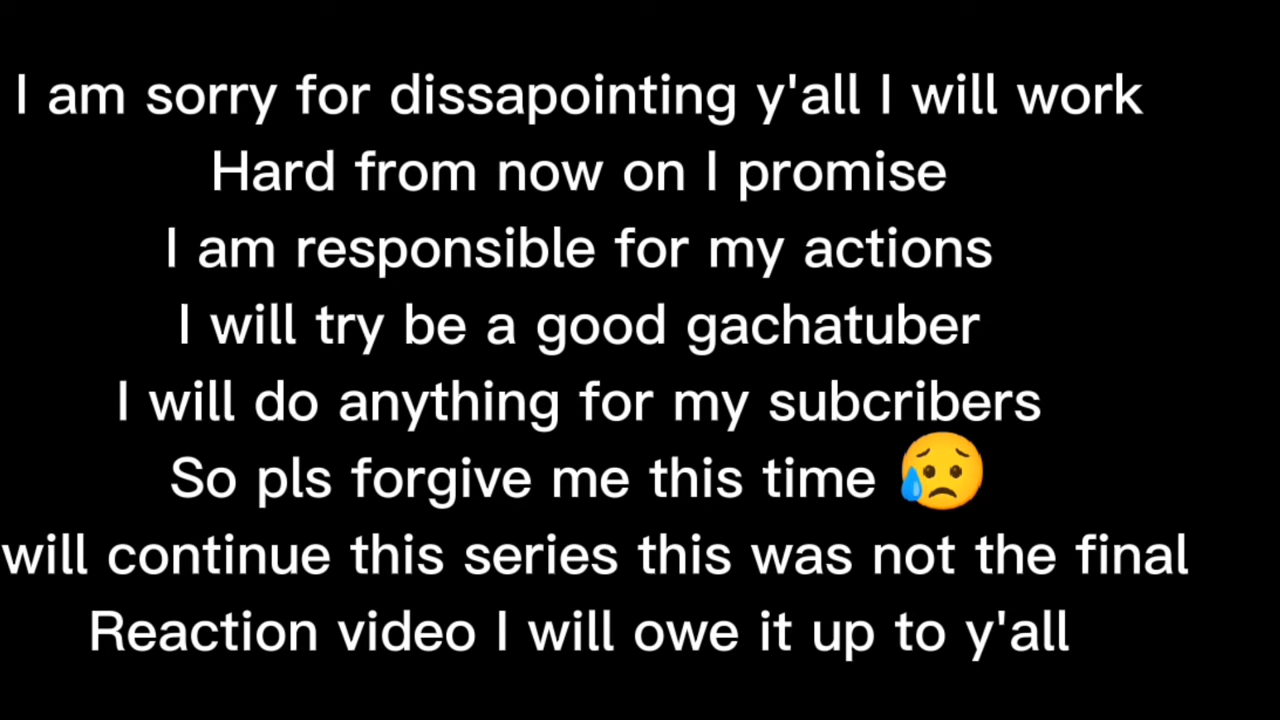 I am sorry for dissapointing y'all I will work
Hard from now on I promise
I am responsible for my actions
I will try be a good gachatuber
I will do anything for my subcribers
So pls forgive me this time 😥
will continue this series this was not the final
Reaction video I will owe it up to y'all